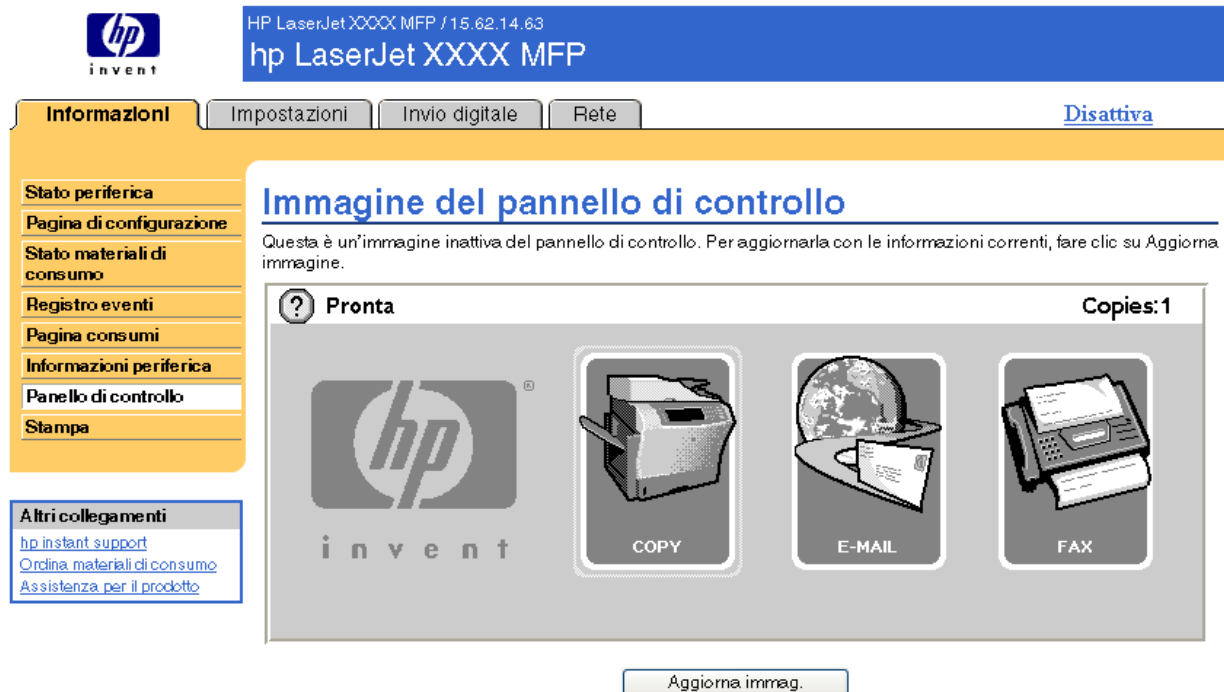 hp
invent
HP LaserJet XXXX MFP / 15.62.14.63
hp LaserJet XXXX MFP
Informazioni
Impostazioni
Invio digitale
Rete
Disattiva
Stato periferica
Pagina di configurazione
Stato materiali di
consumo
Registro eventi
Pagina consumi
Informazioni periferica
Panello di controllo
Stampa
Altri collegamenti
hp instant support
Ordina materiali di consumo
Assistenza per il prodotto
Immagine del pannello di controllo
Questa è un'immagine inattiva del pannello di controllo. Per aggiornarla con le informazioni correnti, fare clic su Aggiorna
immagine.
? Pronta
Copies:1
hp ®
invent
COPY
E-MAIL
FAX
Aggiorna immag.